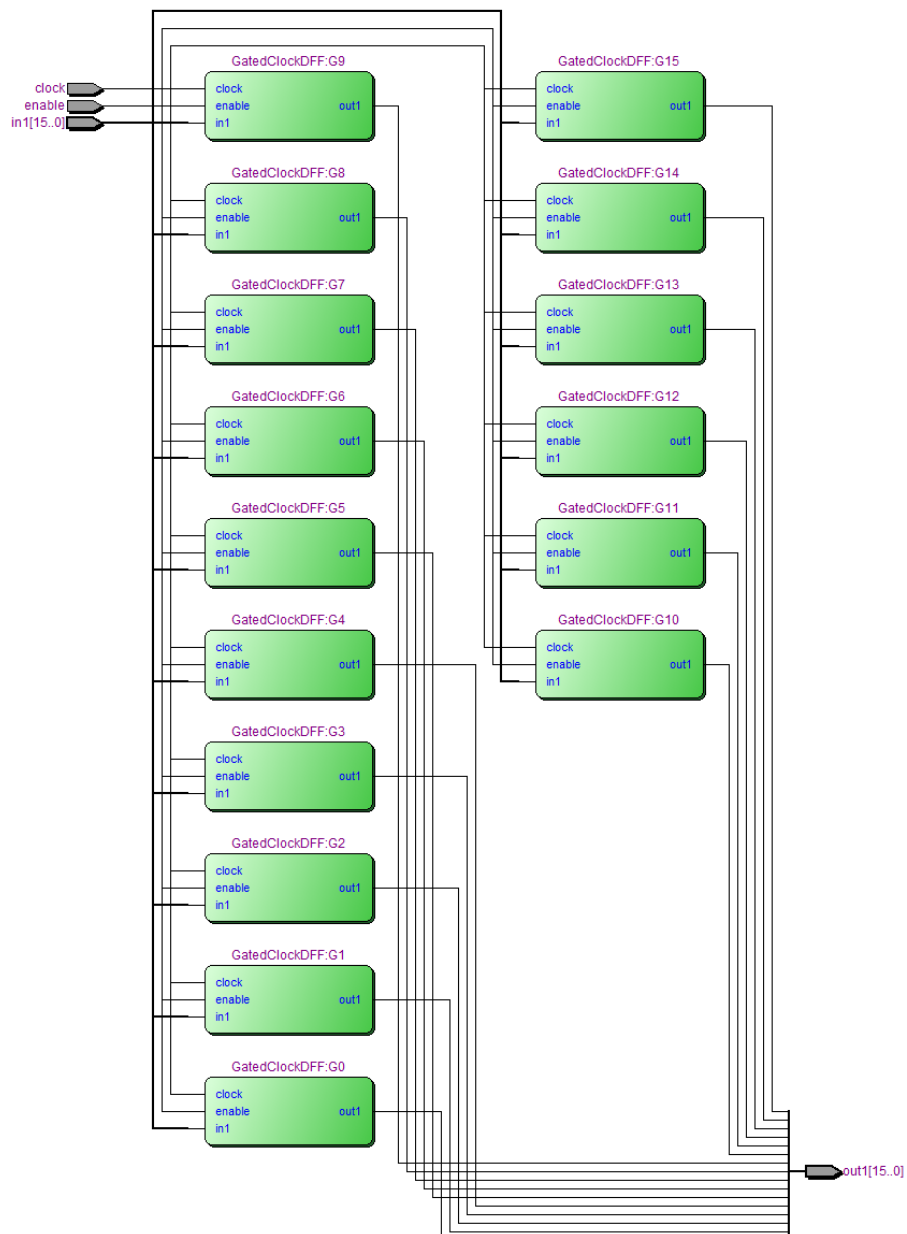 clock
enable
in1[15..0]
GatedClockDFF:G9
clock
enable
in1
out1
GatedClockDFF:G8
clock
enable
in1
out1
GatedClockDFF:G7
clock
enable
in1
out1
GatedClockDFF:G6
clock
enable
in1
out1
GatedClockDFF:G5
clock
enable
in1
out1
GatedClockDFF:G4
clock
enable
in1
out1
GatedClockDFF:G3
clock
enable
in1
out1
GatedClockDFF:G2
clock
enable
in1
out1
GatedClockDFF:G1
clock
enable
in1
out1
GatedClockDFF:G0
clock
enable
in1
out1
GatedClockDFF:G15
clock
enable
in1
out1
GatedClockDFF:G14
clock
enable
in1
out1
GatedClockDFF:G13
clock
enable
in1
out1
GatedClockDFF:G12
clock
enable
in1
out1
GatedClockDFF:G11
clock
enable
in1
out1
GatedClockDFF:G10
clock
enable
in1
out1
out1[15..0]